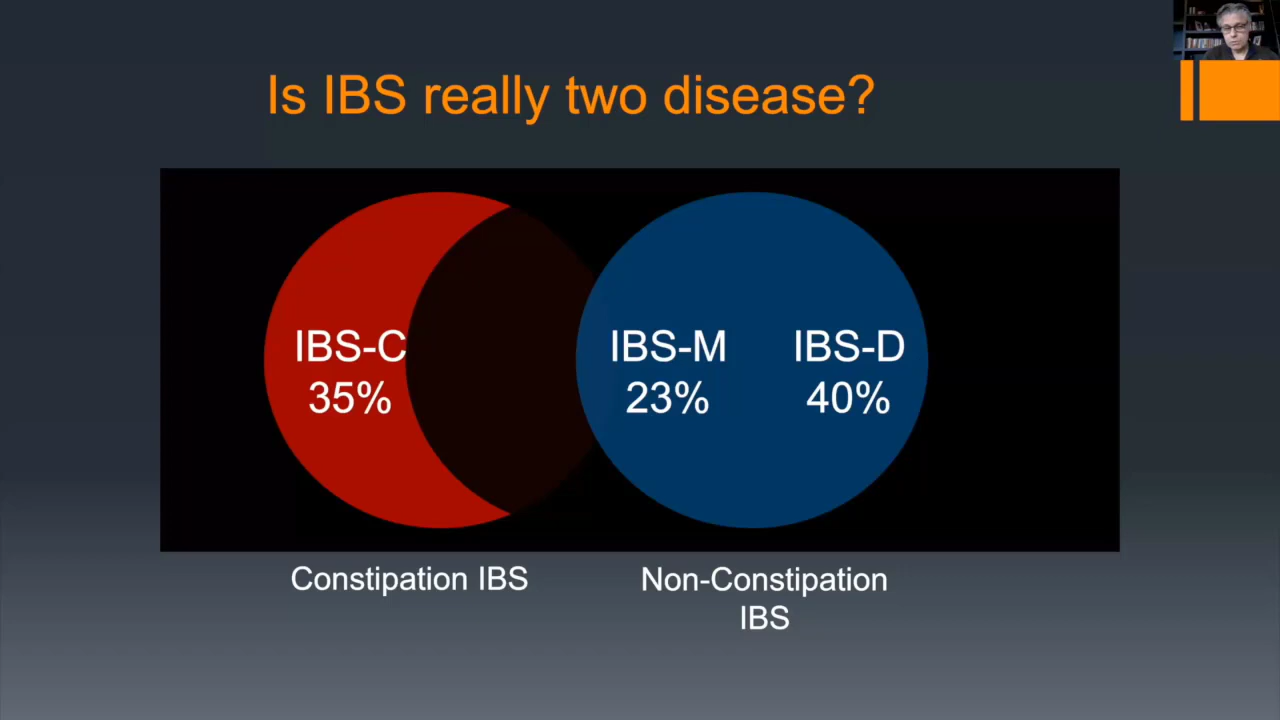 Is IBS really two disease?
IBS-C
35%
IBS-M
23%
IBS-D
40%
Constipation IBS
Non-Constipation
IBS